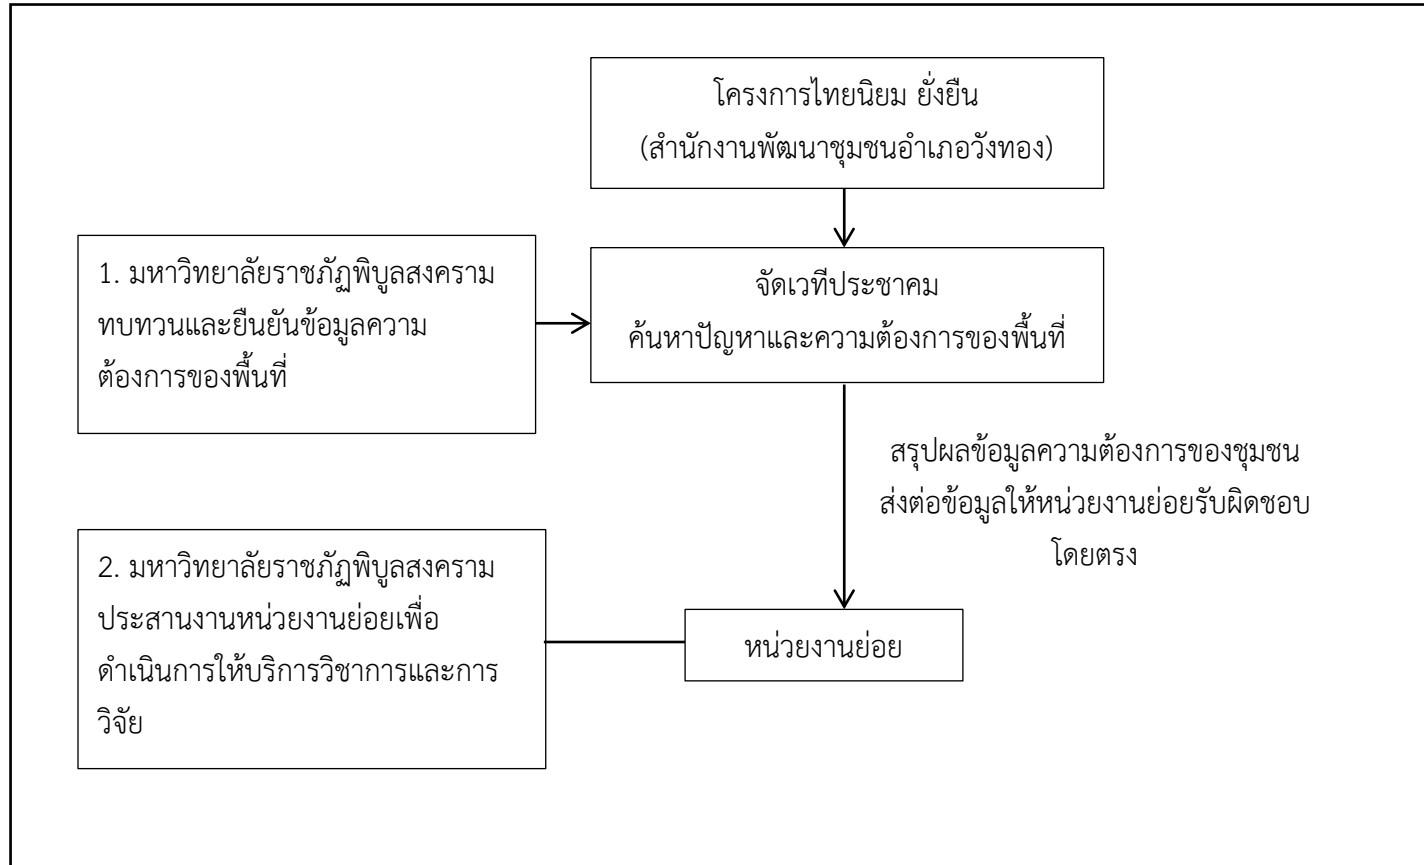 โครงการไทยนิยม ยั่งยืน
(สำนักงานพัฒนาชุมชนอำเภอวังทอง)
1. มหาวิทยาลัยราชภัฏพิบูลสงคราม
ทบทวนและยืนยันข้อมูลความ
ต้องการของพื้นที่
จัดเวทีประชาคม
ค้นหาปัญหาและความต้องการของพื้นที่
สรุปผลข้อมูลความต้องการของชุมชน
ส่งต่อข้อมูลให้หน่วยงานย่อยรับผิดชอบ
โดยตรง
2. มหาวิทยาลัยราชภัฏพิบูลสงคราม
ประสานงานหน่วยงานย่อยเพื่อ
ดำเนินการให้บริการวิชาการและการ
วิจัย
หน่วยงานย่อย